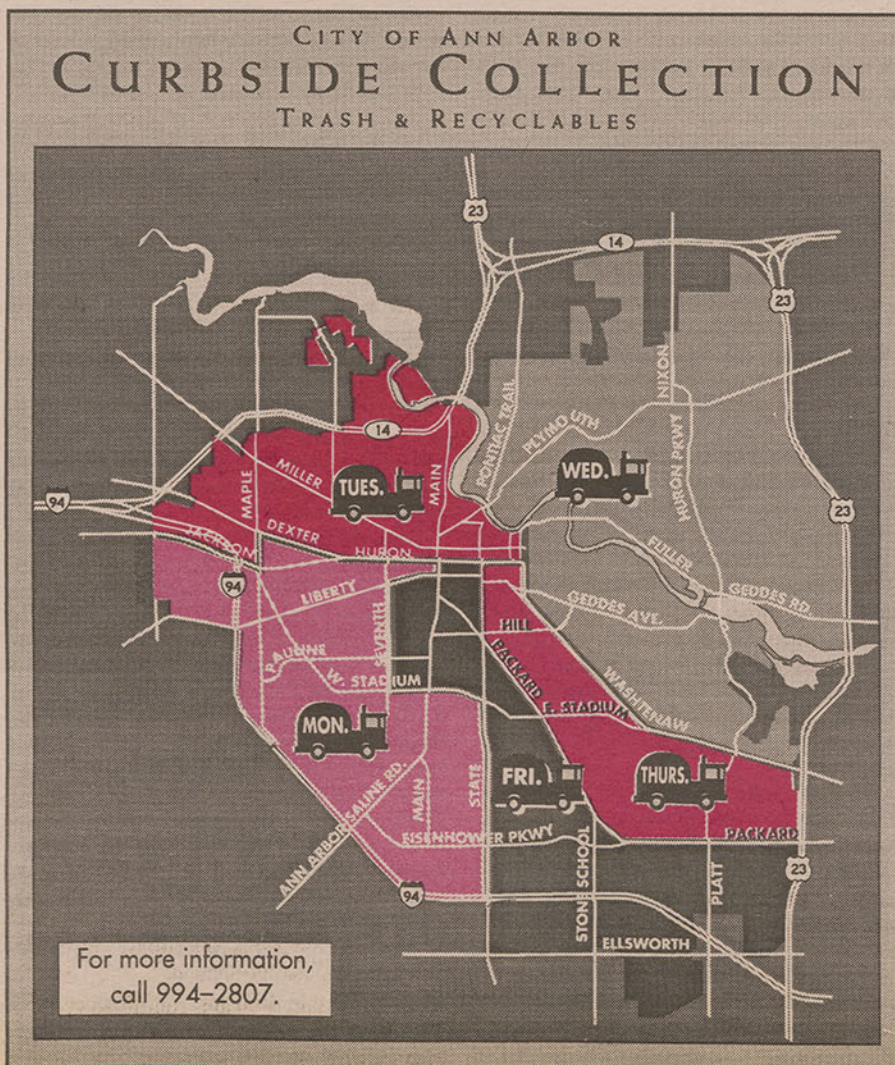 CITY OF ANN ARBOR
CURBSIDE COLLECTION
TRASH & RECYCLABLES
23
14
23
NIXON
PONTIAC TRAIL
PLYMOUTH
14
MILLER
MAPLE
TUES.
MAIN
WED.
HURON PKWY
94
23
DEXTER
JACKSON
HURON
FULLER
94
LIBERTY
GEDDES AVE.
GEDDES RD.
SEVENTH
HILL
PAULINE
PACKARD
W. STADIUM
WASHTENAW
E. STADIUM
MON.
FRI.
THURS.
ANN ARBOR SALINE RD.
MAIN
STATE
EISENHOWER PKWY
PACKARD
STONE SCHOOL
PLATT
23
94
ELLSWORTH
For more information,
call 994–2807.